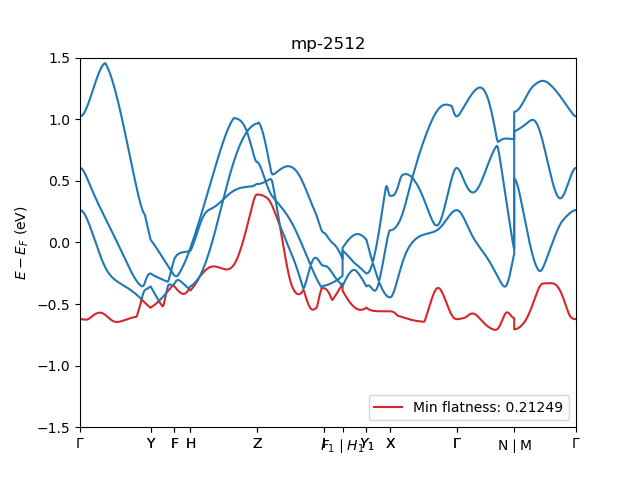 mp-2512
E − E_F (eV)
1.5
1.0
0.5
0.0
−0.5
−1.0
−1.5
Min flatness: 0.21249
Γ Y F H Z I₁ F₁ | H₁ Y₁ X Γ N | M Γ